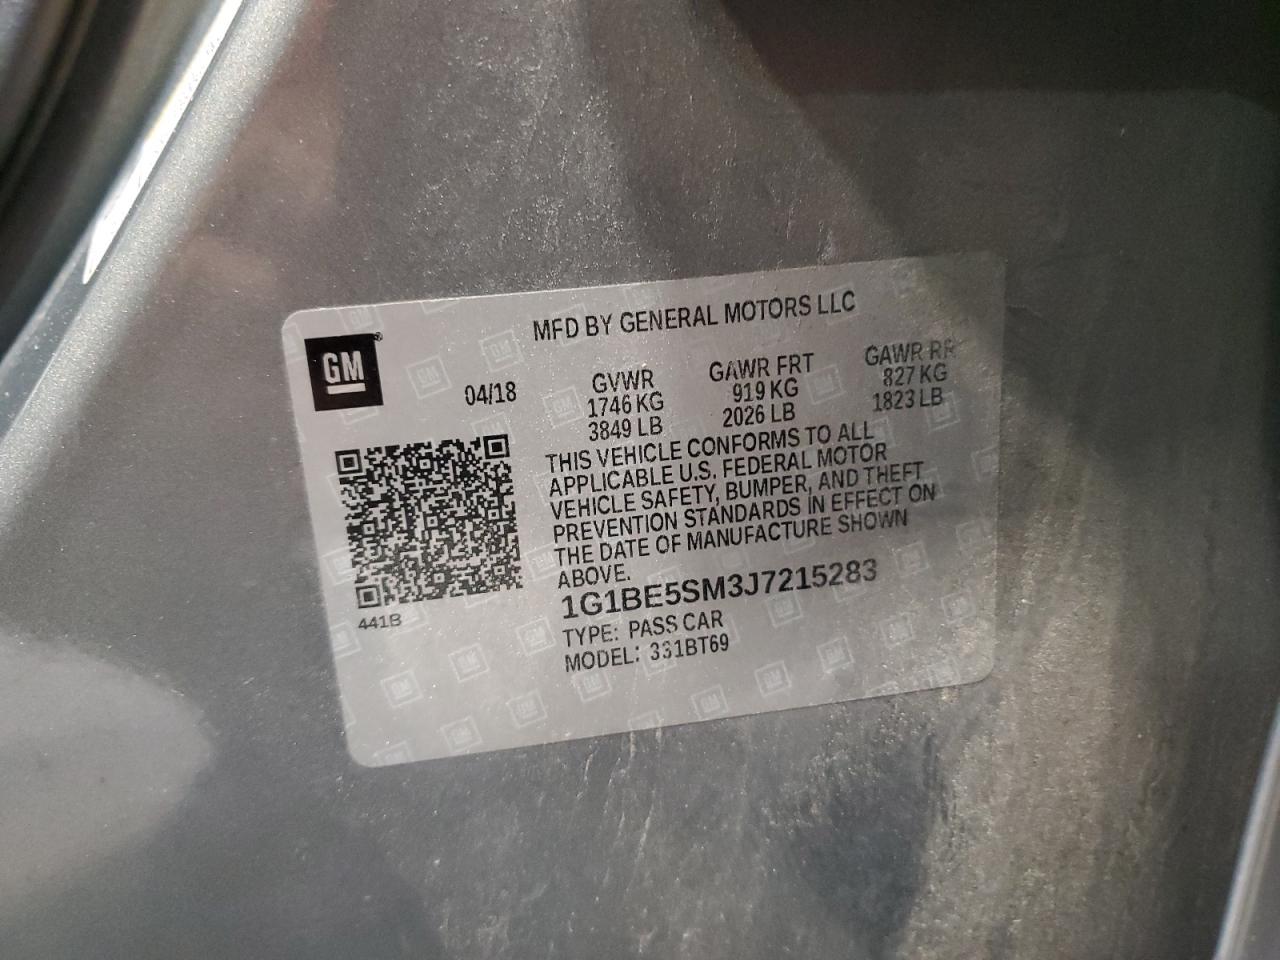 MFD BY GENERAL MOTORS LLC
GM
04/18
GVWR
1746 KG
3849 LB
GAWR FRT
919 KG
2026 LB
GAWR RR
827 KG
1823 LB
THIS VEHICLE CONFORMS TO ALL
APPLICABLE U.S. FEDERAL MOTOR
VEHICLE SAFETY, BUMPER, AND THEFT
PREVENTION STANDARDS IN EFFECT ON
THE DATE OF MANUFACTURE SHOWN
ABOVE.
1G1BE5SM3J7215283
TYPE: PASS CAR
MODEL: 331BT69
441B